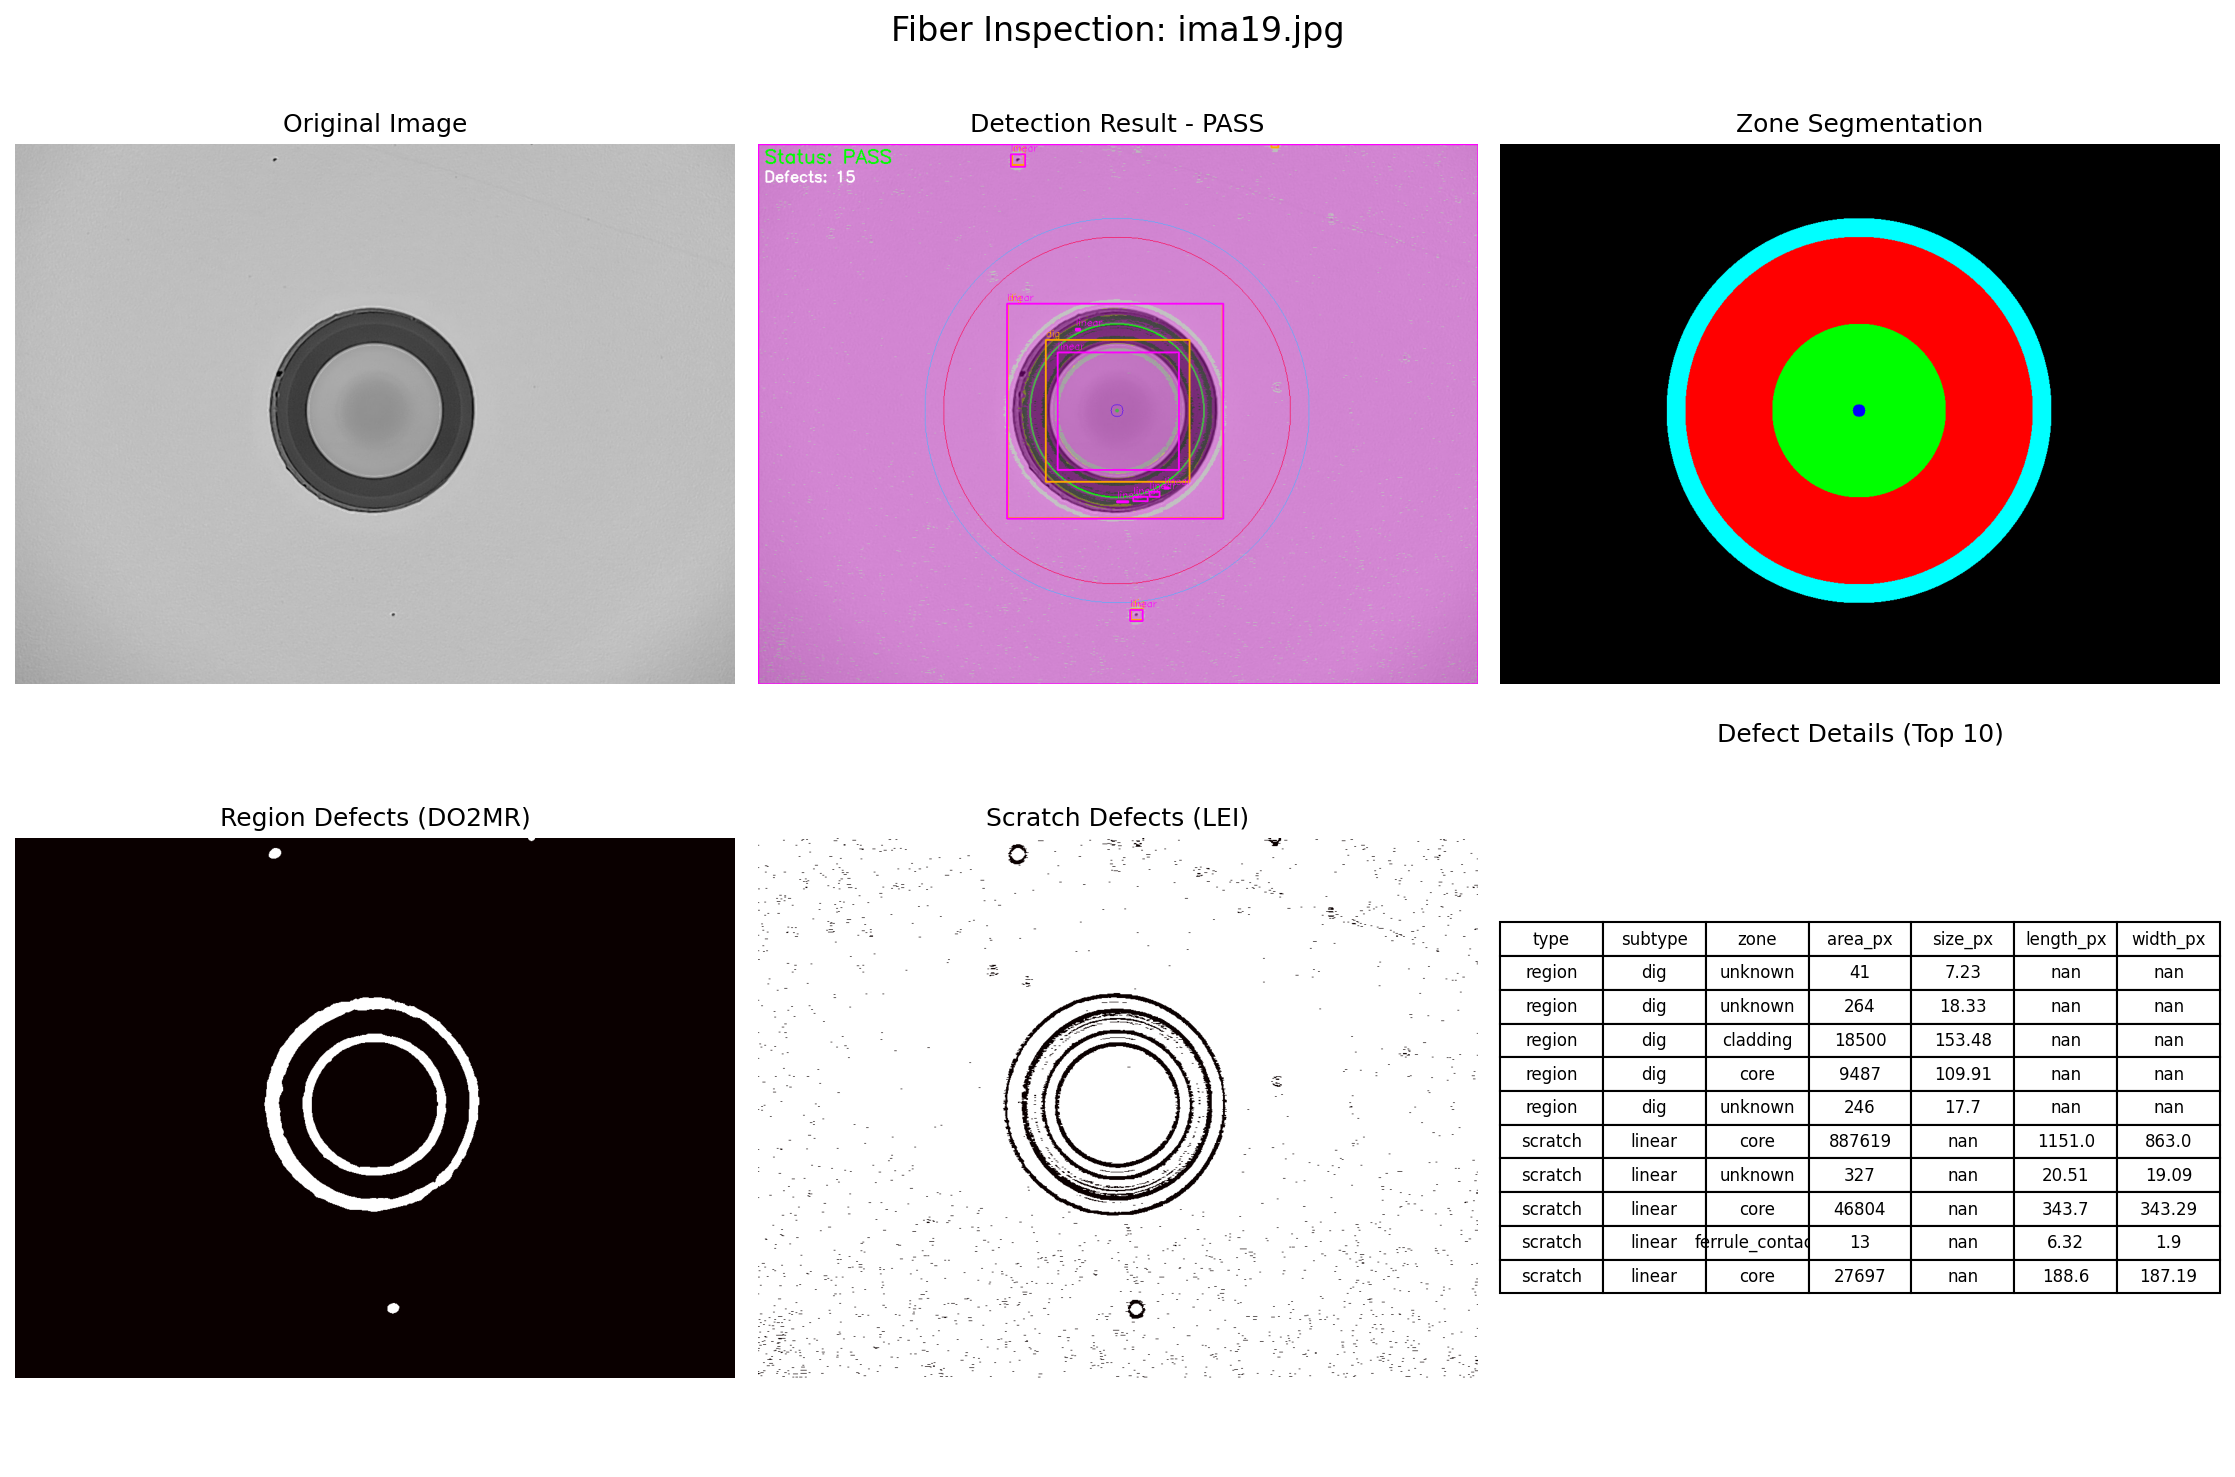 Fiber Inspection: ima19.jpg
Original Image
Detection Result - PASS
Zone Segmentation
Status: PASS
Defects: 15
linear
linear
dig
linear
linear
Defect Details (Top 10)
Region Defects (DO2MR)
Scratch Defects (LEI)
type subtype zone area_px size_px length_px width_px
region dig unknown 41 7.23 nan nan
region dig unknown 264 18.33 nan nan
region dig cladding 18500 153.48 nan nan
region dig core 9487 109.91 nan nan
region dig unknown 246 17.7 nan nan
scratch linear core 887619 nan 1151.0 863.0
scratch linear unknown 327 nan 20.51 19.09
scratch linear core 46804 nan 343.7 343.29
scratch linear ferrule_contac 13 nan 6.32 1.9
scratch linear core 27697 nan 188.6 187.19